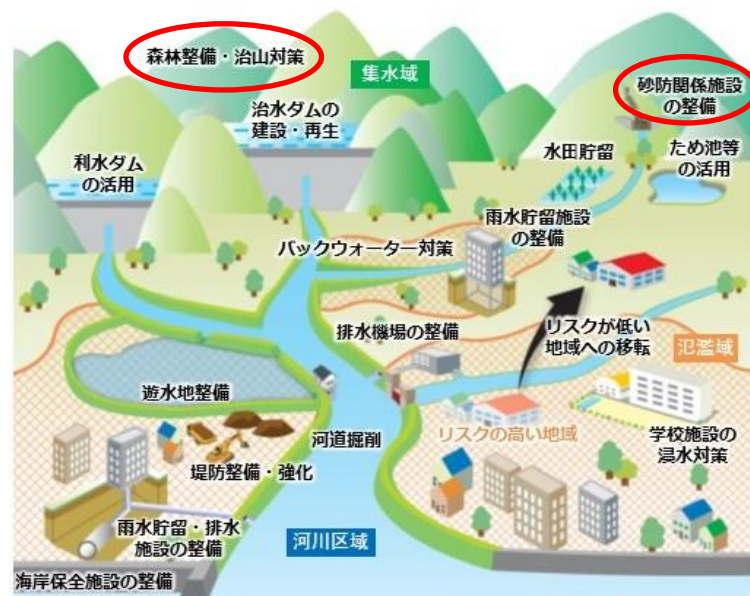 森林整備・治山対策
集水域
砂防関係施設
の整備
治水ダムの
建設・再生
利水ダム
の活用
水田貯留
ため池等
の活用
雨水貯留施設
の整備
バックウォーター対策
排水機場の整備
リスクが低い
地域への移転
氾濫域
遊水地整備
河道掘削
リスクの高い地域
学校施設の
浸水対策
堤防整備・強化
雨水貯留・排水
施設の整備
河川区域
海岸保全施設の整備